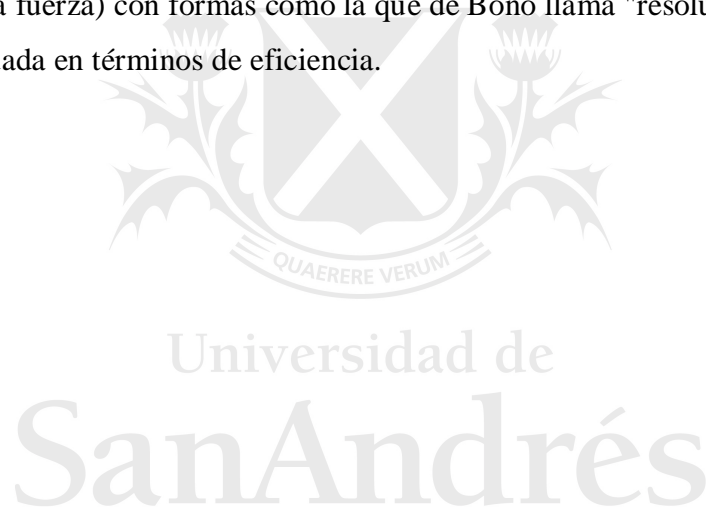 a fuerza) con formas como la que de Bono llama "resolu
ada en términos de eficiencia.
QUAERERE VERUM
Universidad de
SanAndrés